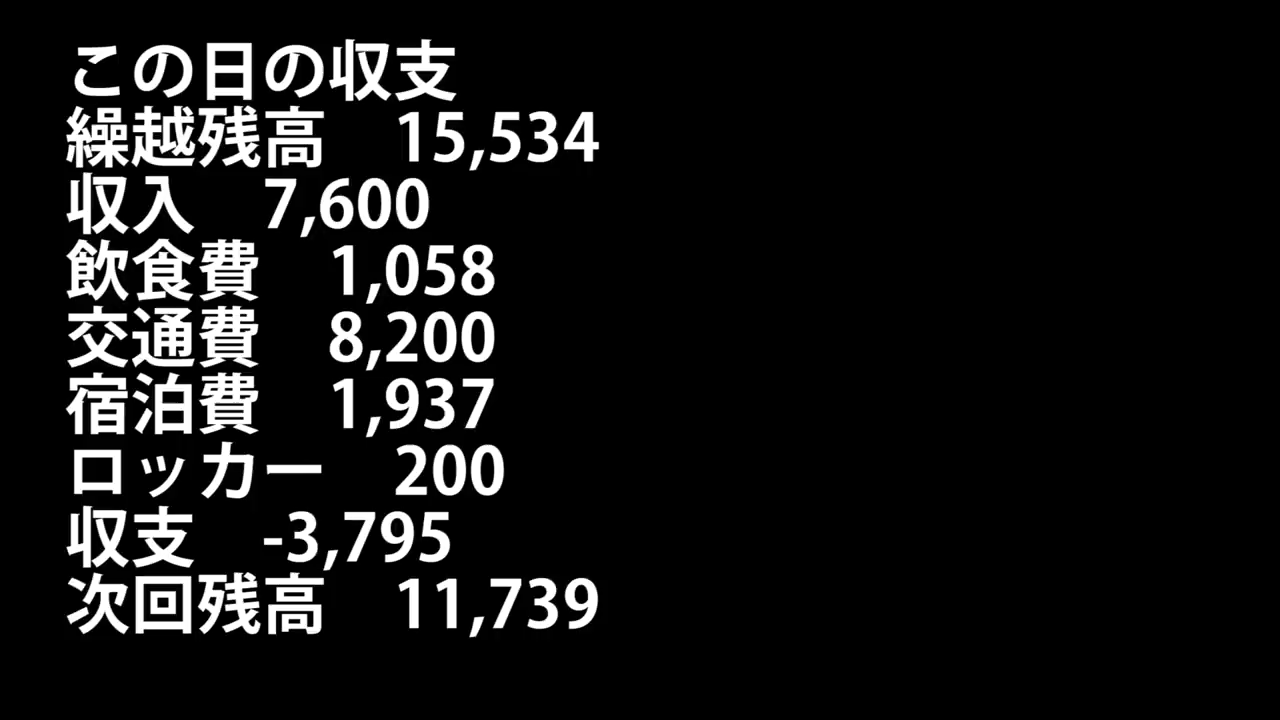 この日の収支
繰越残高　15,534
収入　7,600
飲食費　1,058
交通費　8,200
宿泊費　1,937
ロッカー　200
収支　-3,795
次回残高　11,739